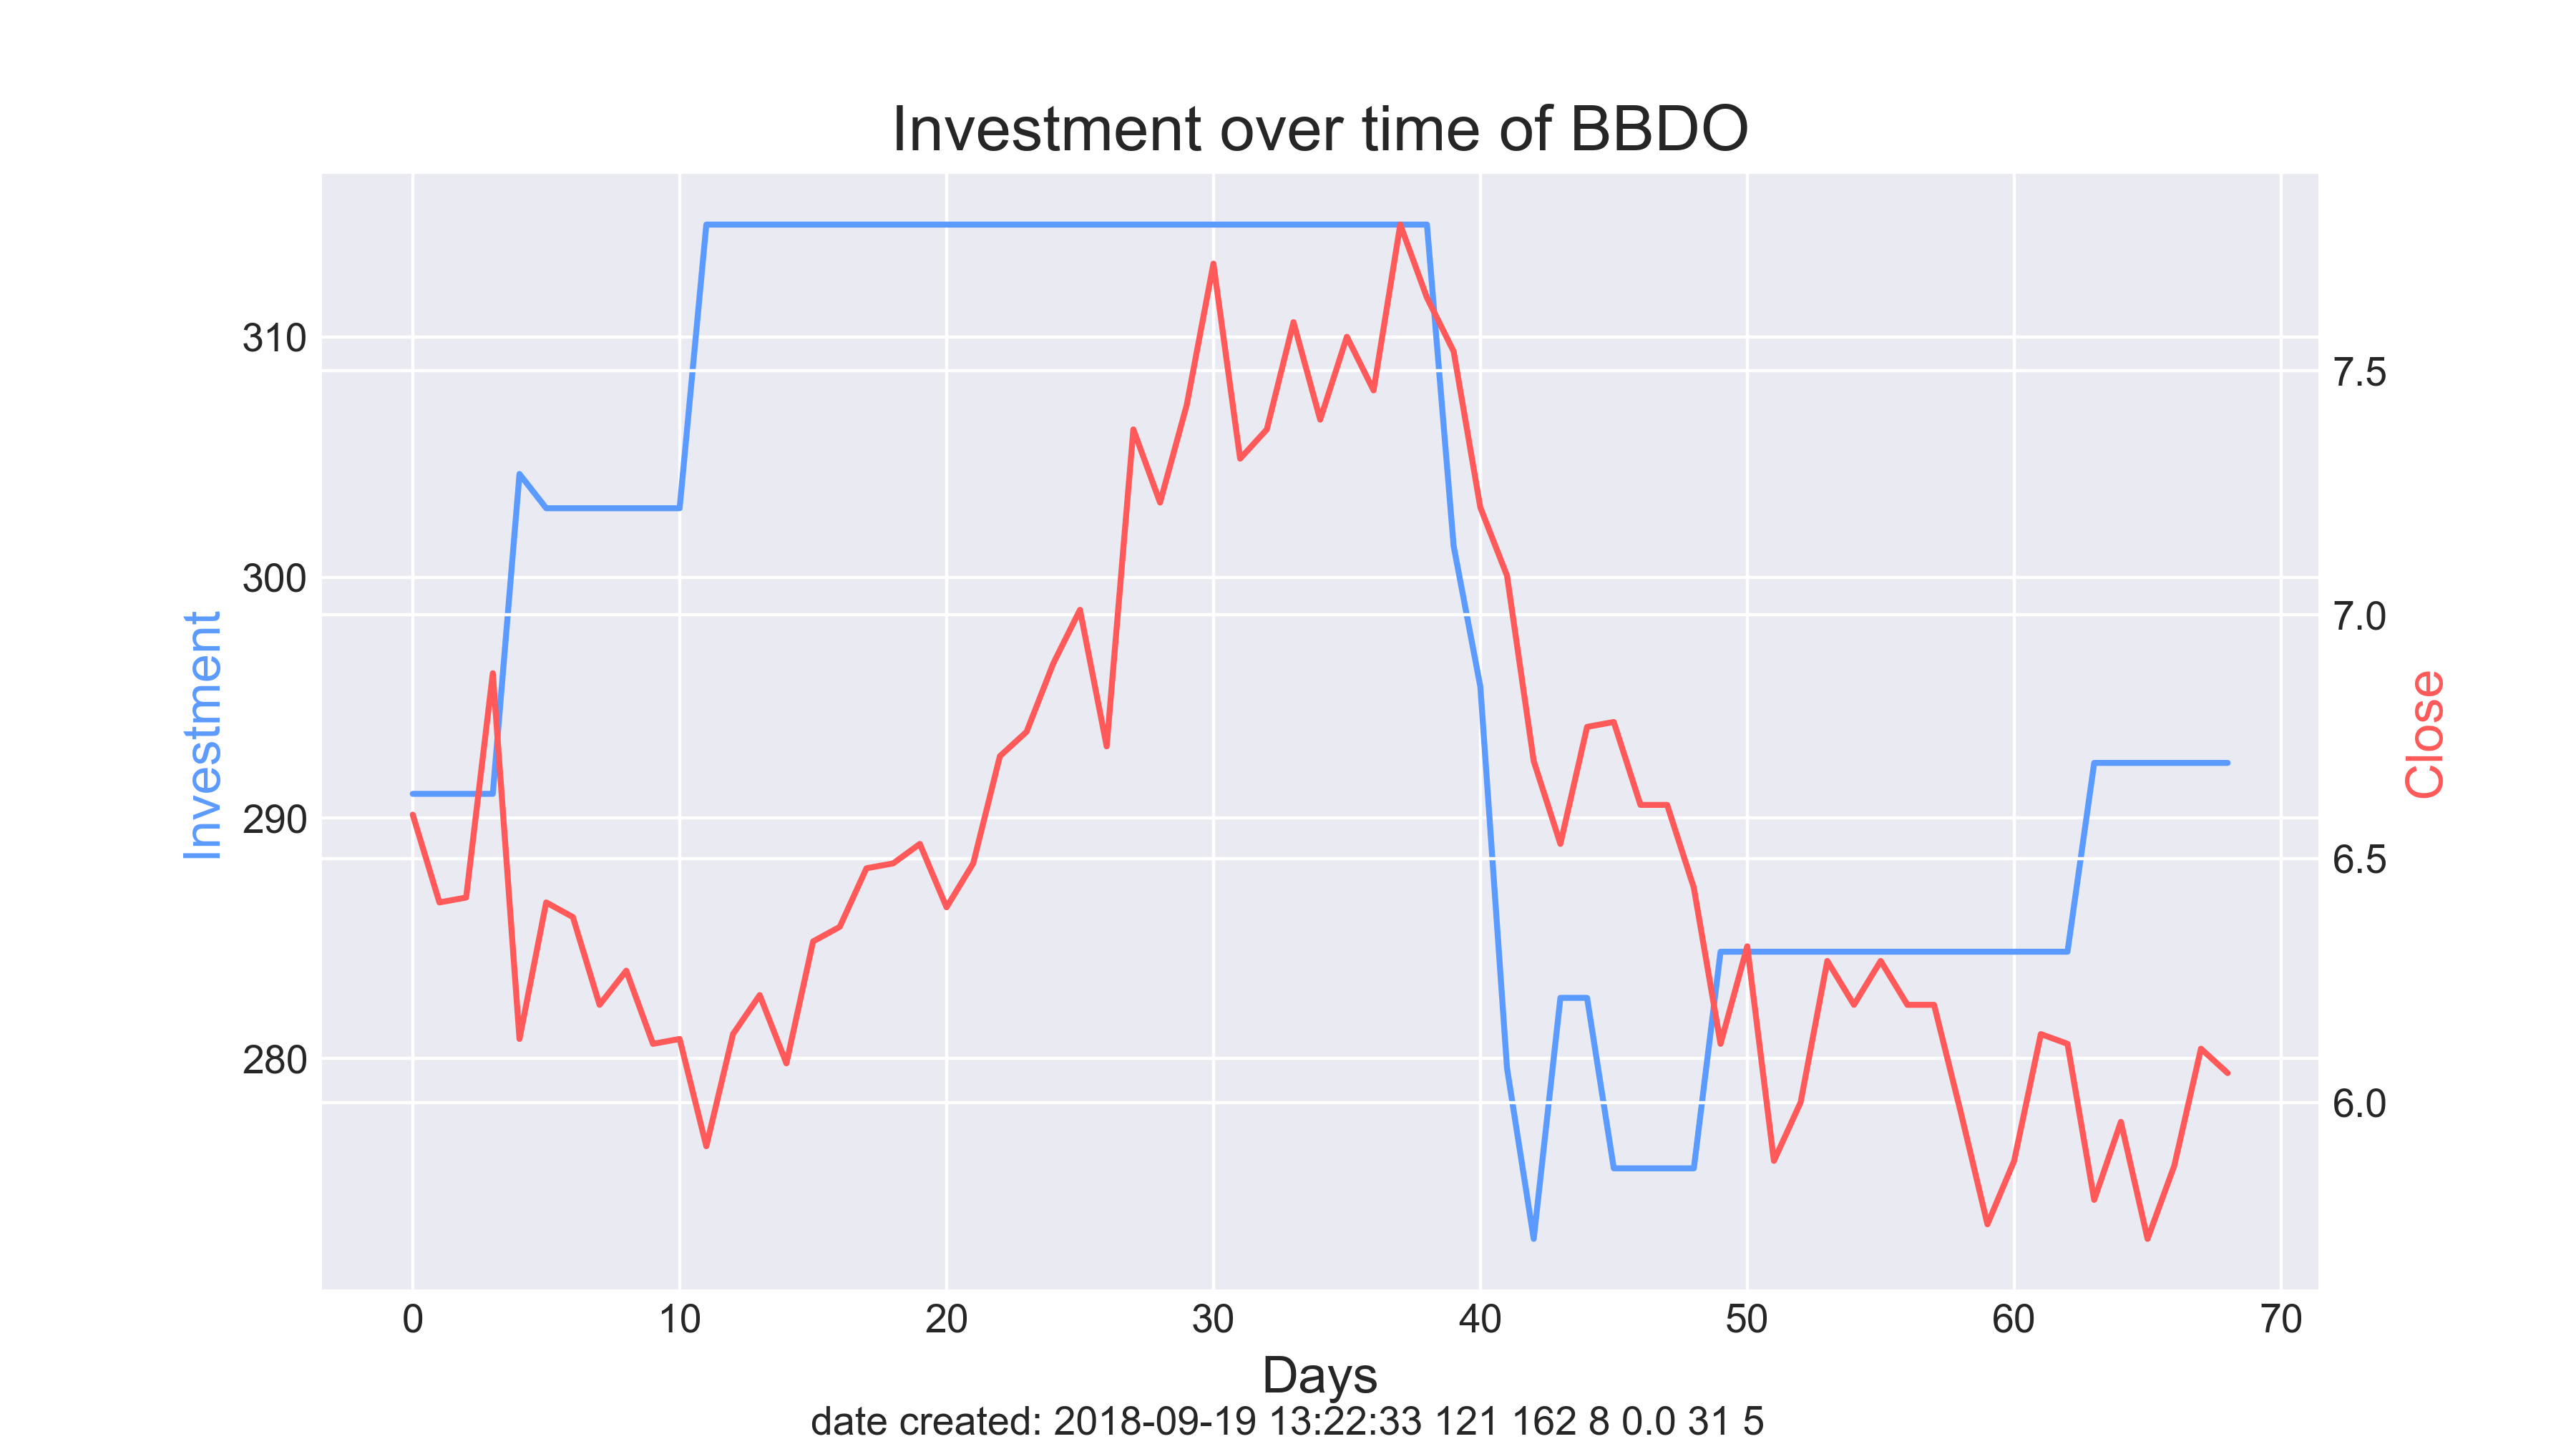 Investment over time of BBDO
310
300
290
280
Investment
7.5
7.0
6.5
6.0
Close
0 10 20 30 40 50 60 70
Days
date created: 2018-09-19 13:22:33 121 162 8 0.0 31 5